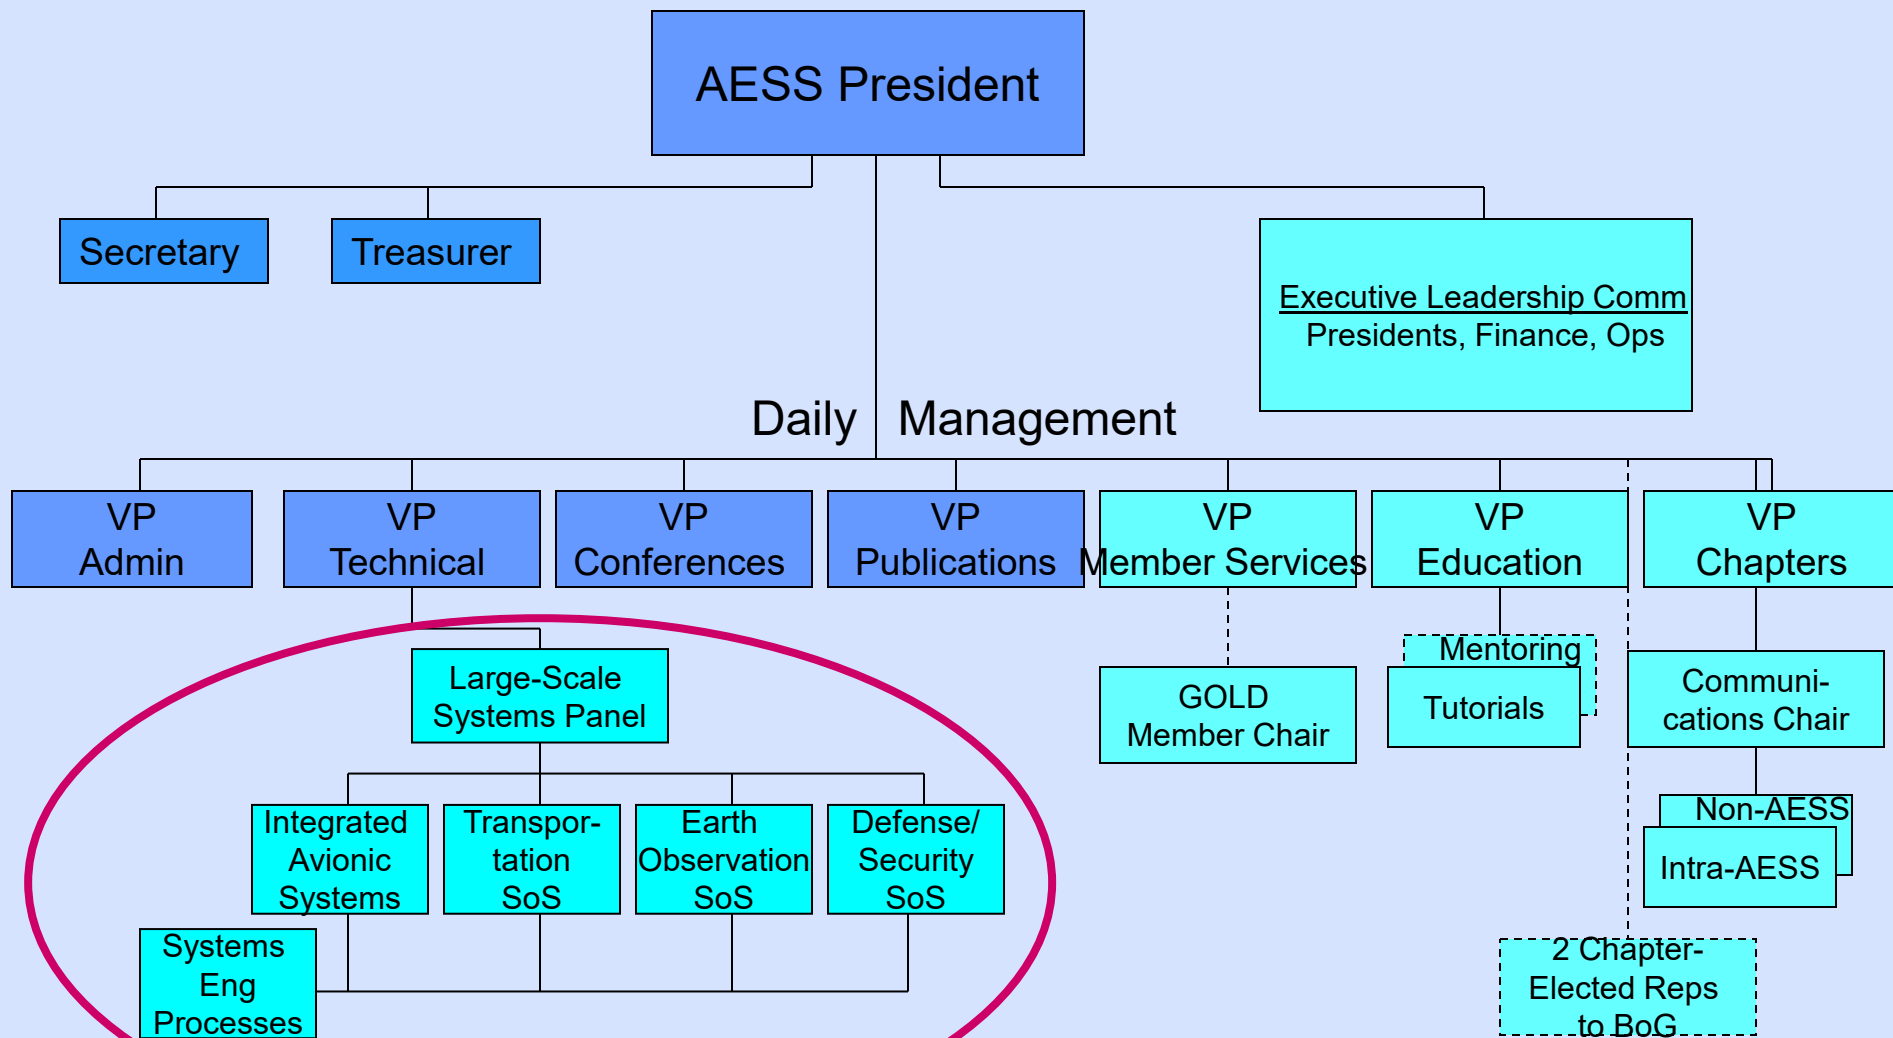 AESS President
Secretary
Treasurer
Executive Leadership Comm
Presidents, Finance, Ops
Daily Management
VP
Admin
VP
Technical
VP
Conferences
VP
Publications
VP
Member Services
VP
Education
VP
Chapters
Large-Scale
Systems Panel
Integrated
Avionic
Systems
Transpor-
tation
SoS
Earth
Observation
SoS
Defense/
Security
SoS
Systems
Eng
Processes
GOLD
Member Chair
Mentoring
Tutorials
Communi-
cations Chair
Non-AESS
Intra-AESS
2 Chapter-
Elected Reps
to BoG